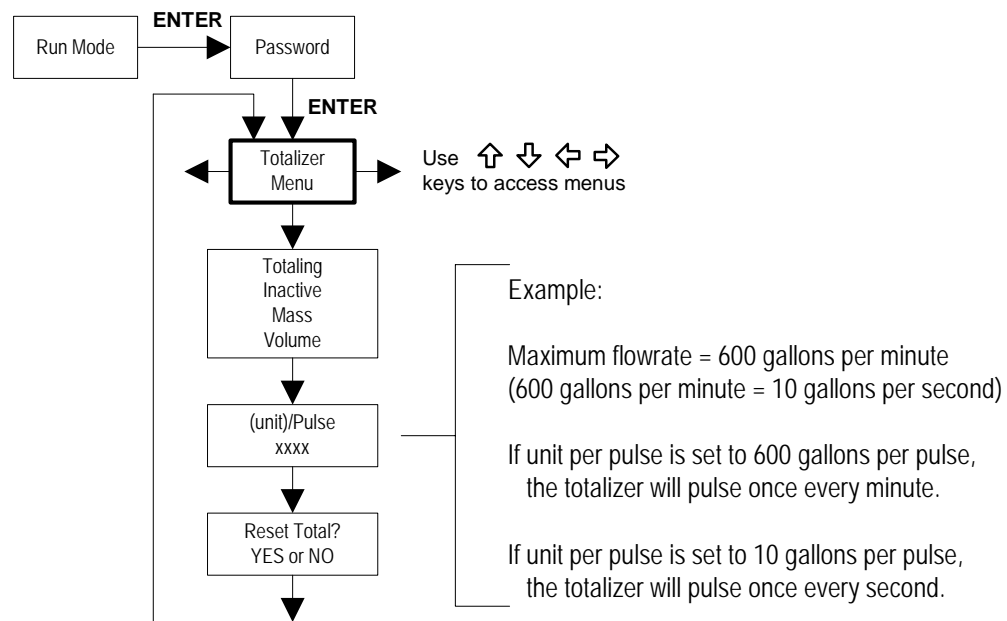 ENTER
Run Mode
Password
ENTER
Totalizer
Menu
Use
keys to access menus
Totaling
Inactive
Mass
Volume
(unit)/Pulse
xxxx
Reset Total?
YES or NO
Example:
Maximum flowrate = 600 gallons per minute
(600 gallons per minute = 10 gallons per second)
If unit per pulse is set to 600 gallons per pulse,
the totalizer will pulse once every minute.
If unit per pulse is set to 10 gallons per pulse,
the totalizer will pulse once every second.